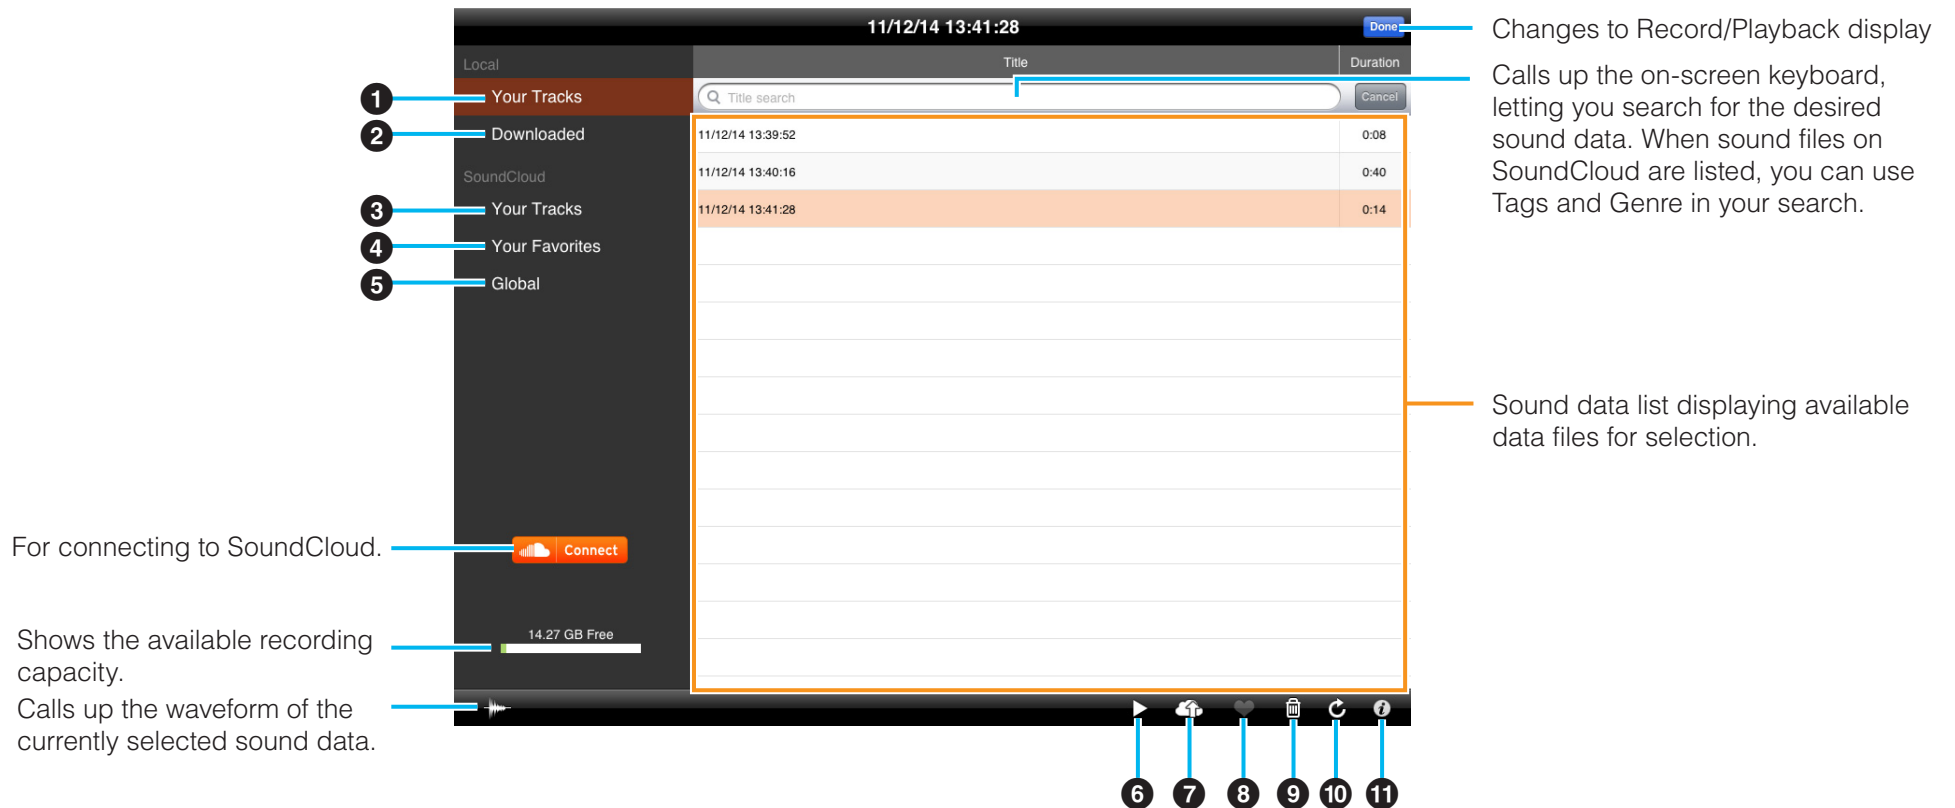 11/12/14 13:41:28
Done
Changes to Record/Playback display
Local
Title
Duration
1
Your Tracks
Title search
Cancel
Calls up the on-screen keyboard,
letting you search for the desired
sound data. When sound files on
SoundCloud are listed, you can use
Tags and Genre in your search.
2
Downloaded
11/12/14 13:39:52
0:08
SoundCloud
11/12/14 13:40:16
0:40
3
Your Tracks
11/12/14 13:41:28
0:14
4
Your Favorites
5
Global
Sound data list displaying available
data files for selection.
For connecting to SoundCloud.
Connect
Shows the available recording
capacity.
14.27 GB Free
Calls up the waveform of the
currently selected sound data.
6
7
8
9
10
11